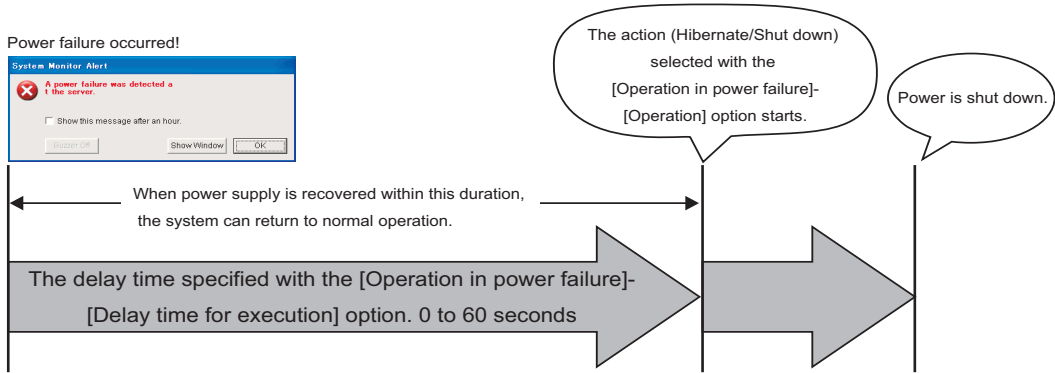 Power failure occurred!
System Monitor Alert
A power failure was detected a
t the server.
Show this message after an hour.
Buzzer Off
Show Window
OK
The action (Hibernate/Shut down)
selected with the
[Operation in power failure]-
[Operation] option starts.
Power is shut down.
When power supply is recovered within this duration,
the system can return to normal operation.
The delay time specified with the [Operation in power failure]-
[Delay time for execution] option. 0 to 60 seconds